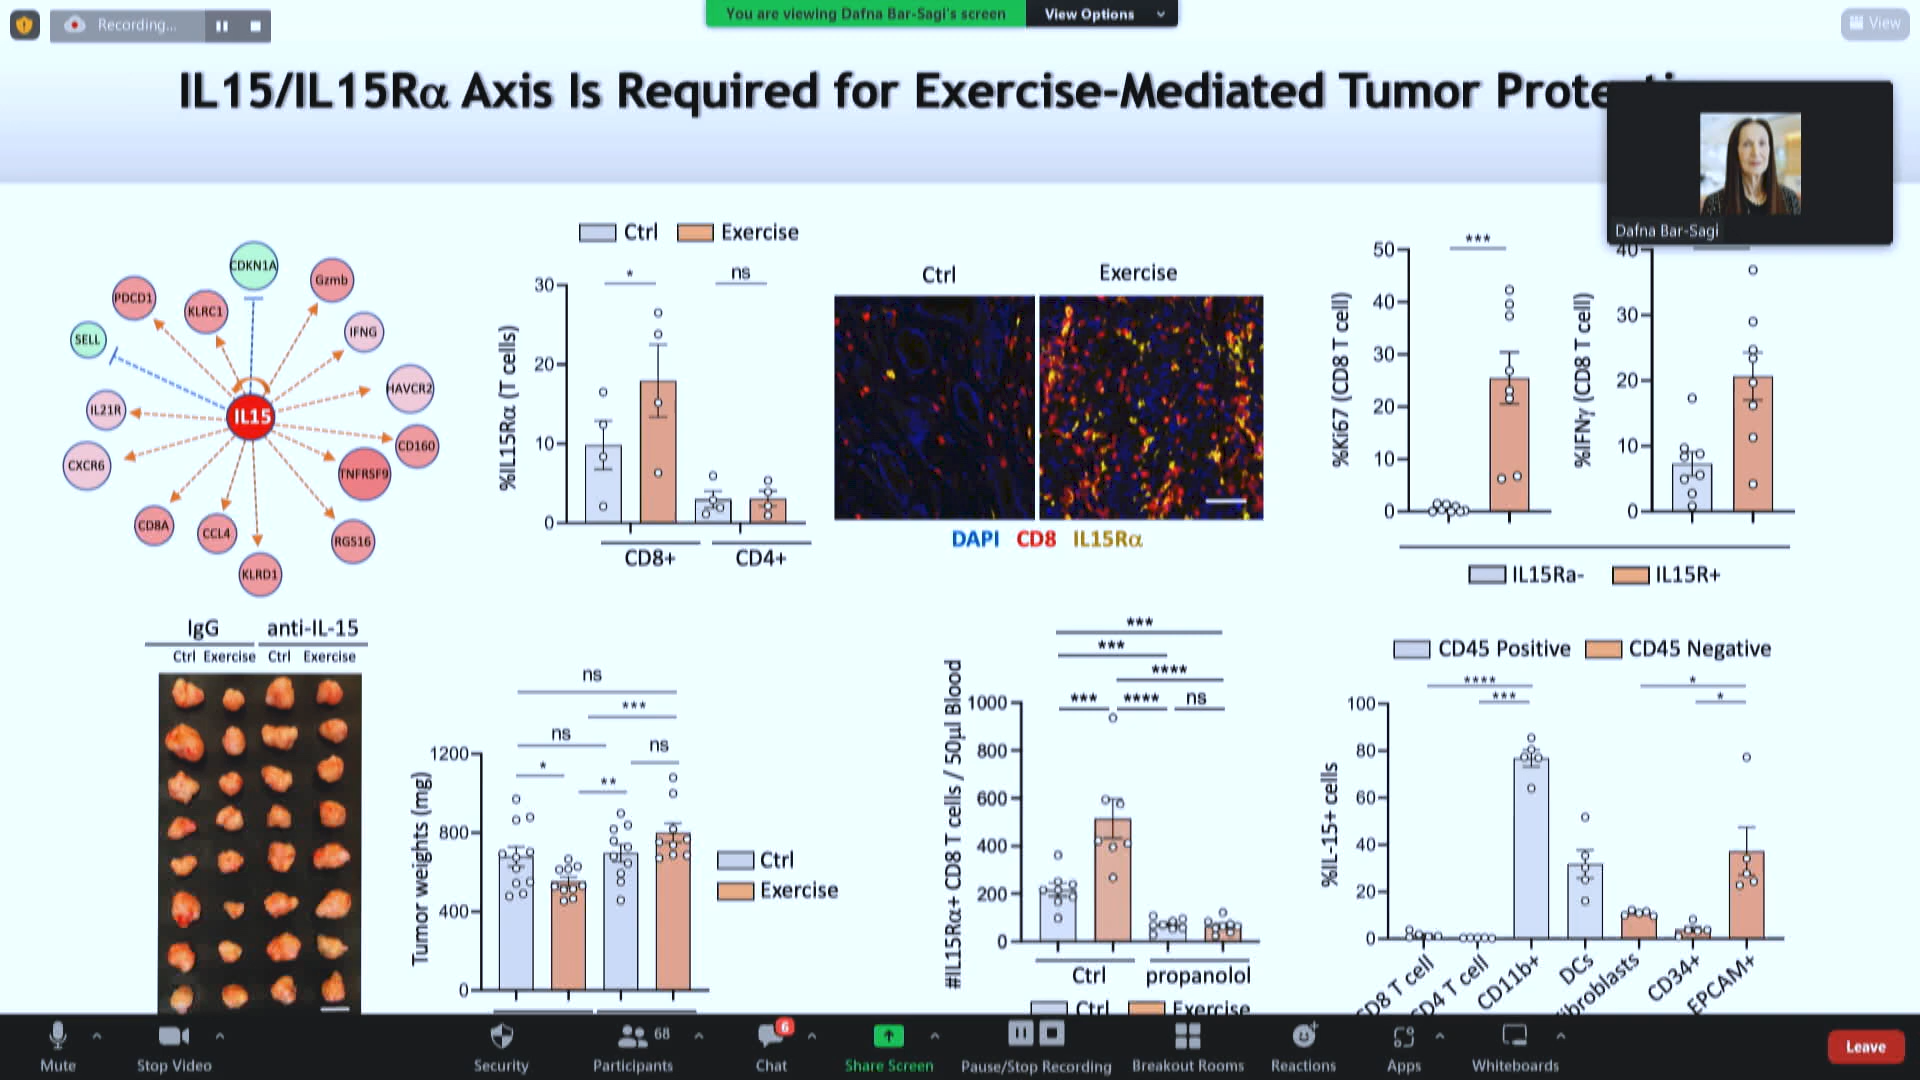 Recording...
You are viewing Dafna Bar-Sagi's screen
View Options
View
IL15/IL15Rα Axis Is Required for Exercise-Mediated Tumor
Dafna Bar-Sagi
CDKN1A
Gzmb
PDCD1
KLRC1
IFNG
SELL
HAVCR2
IL21R
IL15
CD160
CXCR6
TNFRSF9
CD8A
CCL4
RGS16
KLRD1
Ctrl Exercise
* ns
%IL15Rα (T cells)
30
20
10
0
CD8+ CD4+
Ctrl Exercise
DAPI CD8 IL15Rα
***
%Ki67 (CD8 T cell)
50
40
30
20
10
0
%IFNγ (CD8 T cell)
40
30
20
10
0
IL15Ra- IL15R+
IgG anti-IL-15
Ctrl Exercise Ctrl Exercise
ns
***
ns
ns
*
**
Tumor weights (mg)
1200
800
400
0
Ctrl
Exercise
***
***
****
*** **** ns
#IL15Rα+ CD8 T cells / 50µl Blood
1000
800
600
400
200
0
Ctrl propanolol
Ctrl Exercise
CD45 Positive CD45 Negative
**** *
*** *
%IL-15+ cells
100
80
60
40
20
0
CD8 T cell
CD4 T cell
CD11b+
DCs
ibroblasts
CD34+
EPCAM+
Mute
Stop Video
Security
68
Participants
6
Chat
Share Screen
Pause/Stop Recording
Breakout Rooms
Reactions
Apps
Whiteboards
Leave